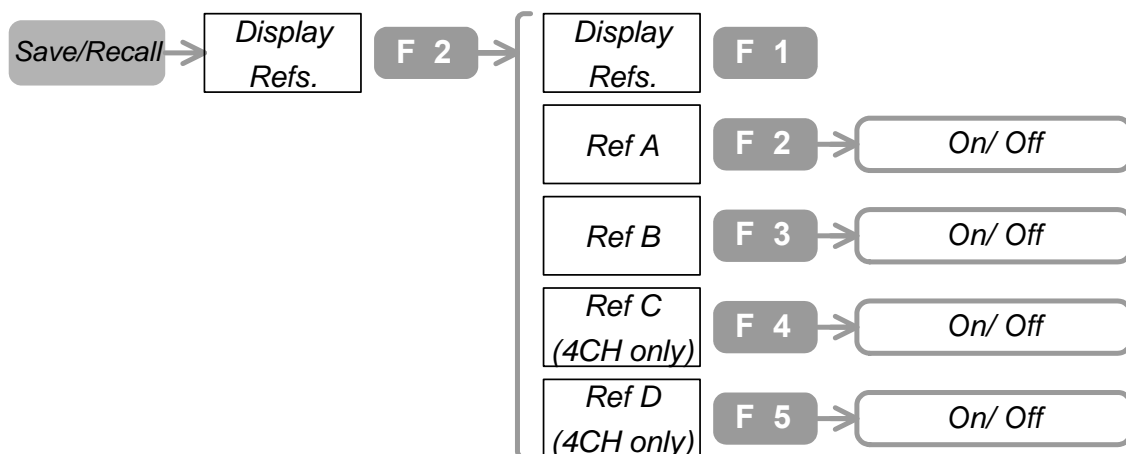 Save/Recall
Display
Refs.
F 2
Display
Refs.
F 1
Ref A
F 2
On/ Off
Ref B
F 3
On/ Off
Ref C
(4CH only)
F 4
On/ Off
Ref D
(4CH only)
F 5
On/ Off